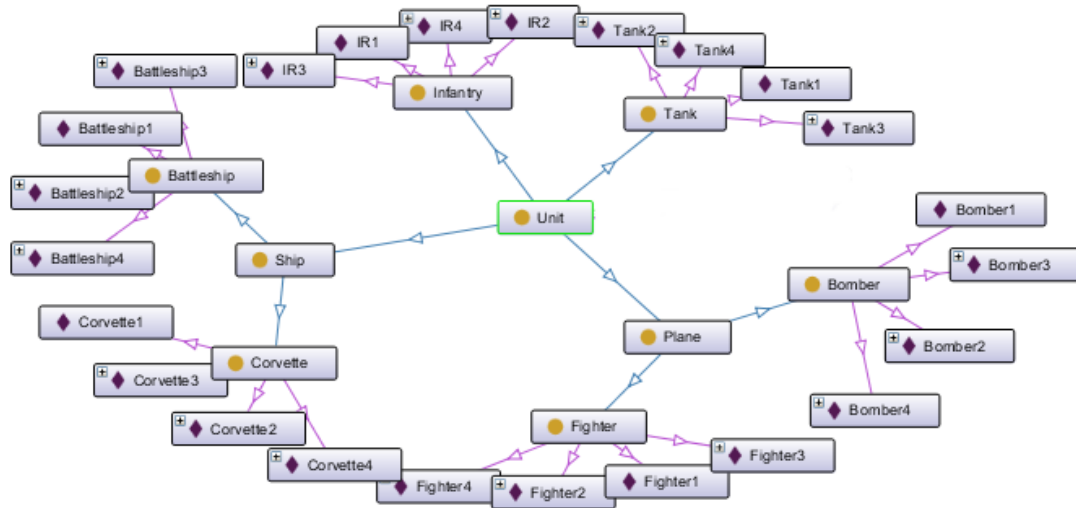 IR4
IR2
IR1
Tank2
Tank4
Battleship3
IR3
Infantry
Tank1
Tank
Tank3
Battleship1
Battleship
Battleship2
Unit
Bomber1
Battleship4
Ship
Bomber3
Bomber
Corvette1
Plane
Bomber2
Corvette
Corvette3
Bomber4
Corvette2
Fighter
Fighter3
Corvette4
Fighter4
Fighter2
Fighter1